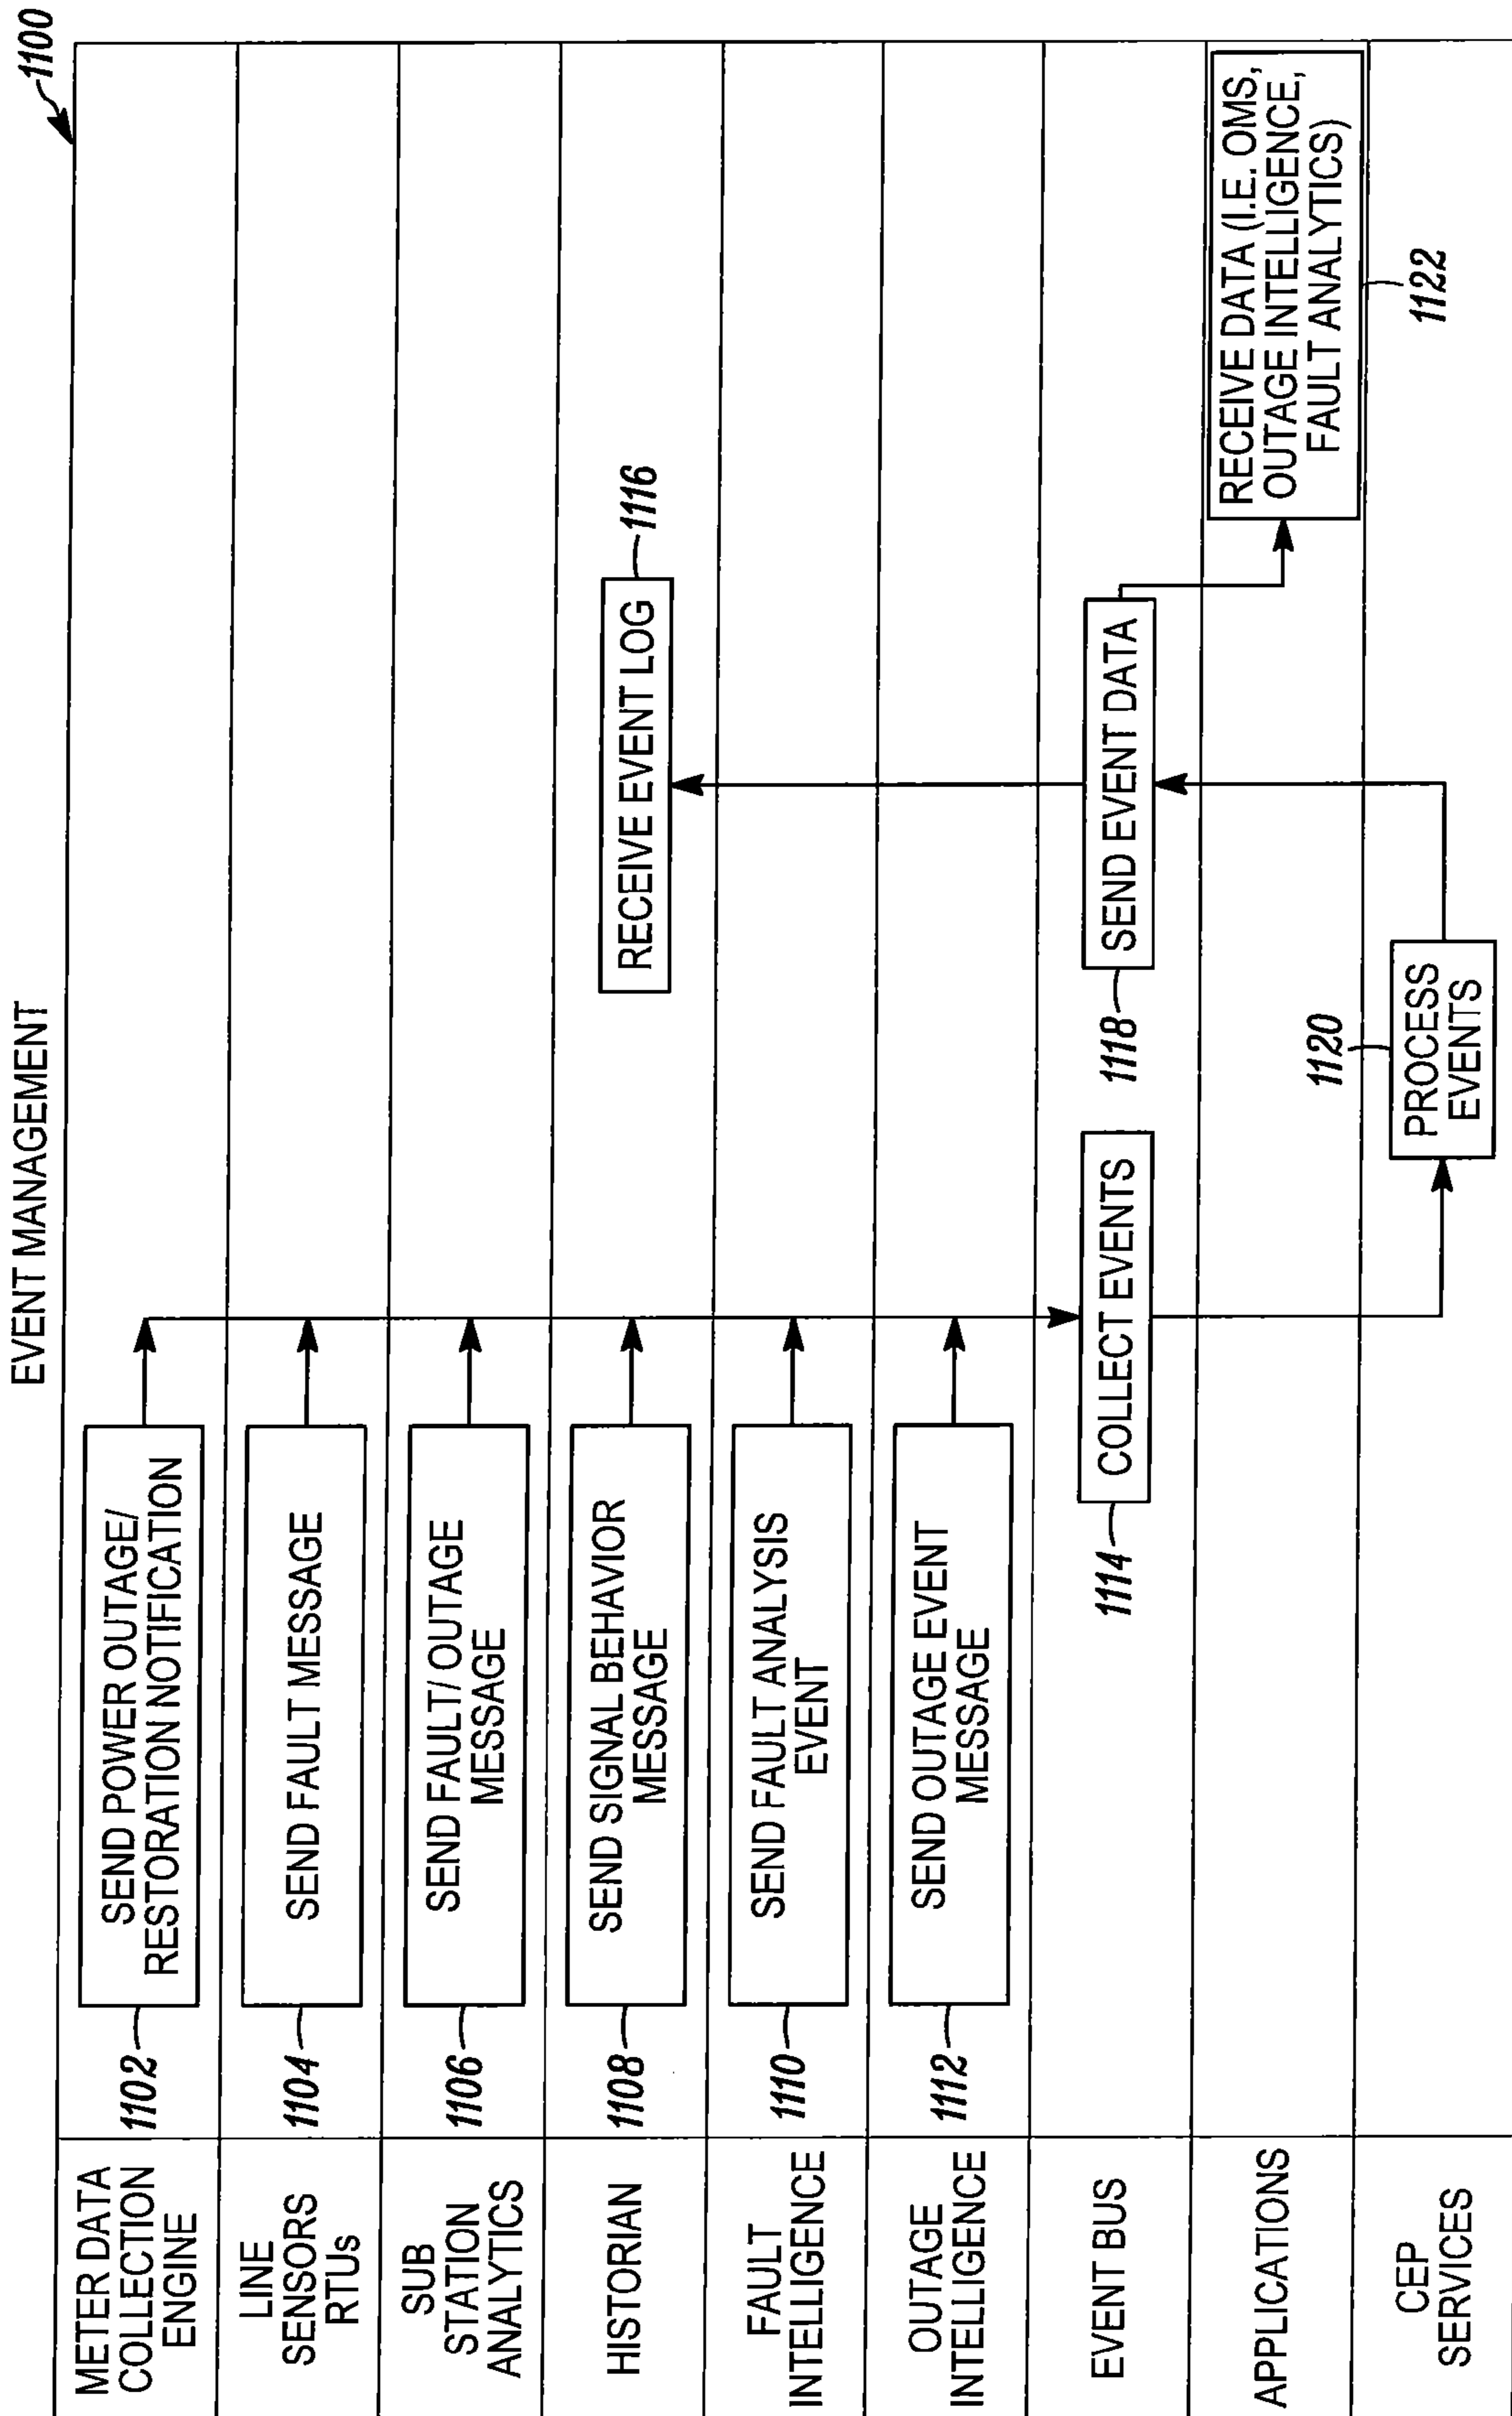 EVENT MANAGEMENT
1100
METER DATA
COLLECTION
ENGINE
1102
SEND POWER OUTAGE/
RESTORATION NOTIFICATION
LINE
SENSORS
RTUs
1104
SEND FAULT MESSAGE
SUB
STATION
ANALYTICS
1106
SEND FAULT/ OUTAGE
MESSAGE
HISTORIAN
1108
SEND SIGNAL BEHAVIOR
MESSAGE
RECEIVE EVENT LOG
1116
FAULT
INTELLIGENCE
1110
SEND FAULT ANALYSIS
EVENT
OUTAGE
INTELLIGENCE
1112
SEND OUTAGE EVENT
MESSAGE
EVENT BUS
1114
COLLECT EVENTS
1118
SEND EVENT DATA
APPLICATIONS
RECEIVE DATA (I.E. OMS,
OUTAGE INTELLIGENCE,
FAULT ANALYTICS)
1122
CEP
SERVICES
1120
PROCESS
EVENTS